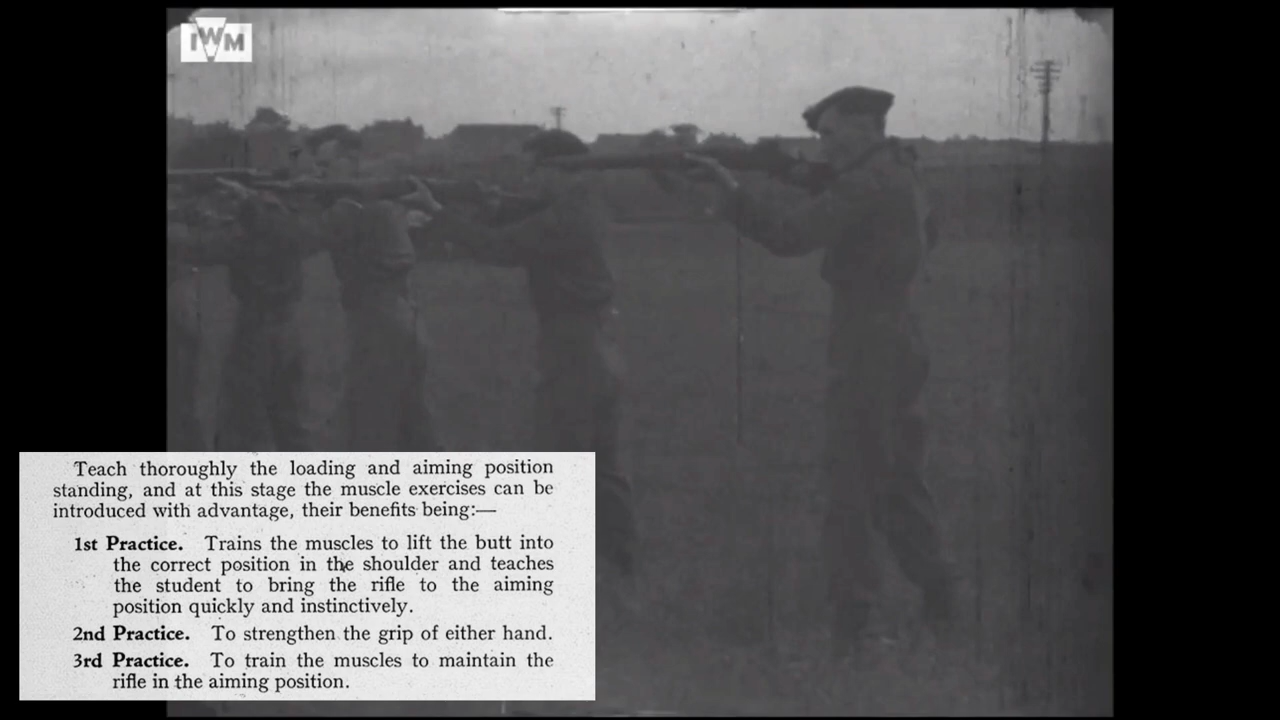 IWM
Teach thoroughly the loading and aiming position
standing, and at this stage the muscle exercises can be
introduced with advantage, their benefits being:—
1st Practice. Trains the muscles to lift the butt into
the correct position in the shoulder and teaches
the student to bring the rifle to the aiming
position quickly and instinctively.
2nd Practice. To strengthen the grip of either hand.
3rd Practice. To train the muscles to maintain the
rifle in the aiming position.